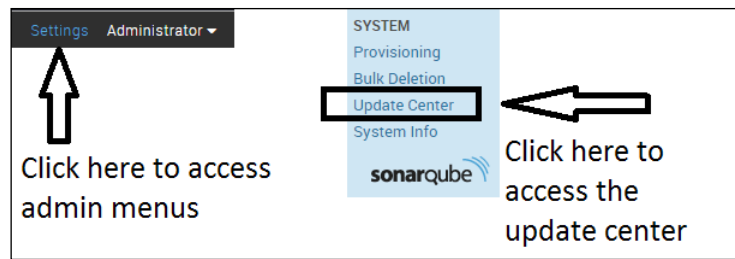 Settings Administrator
Click here to access
admin menus
SYSTEM
Provisioning
Bulk Deletion
Update Center
System Info
sonarqube
Click here to
access the
update center